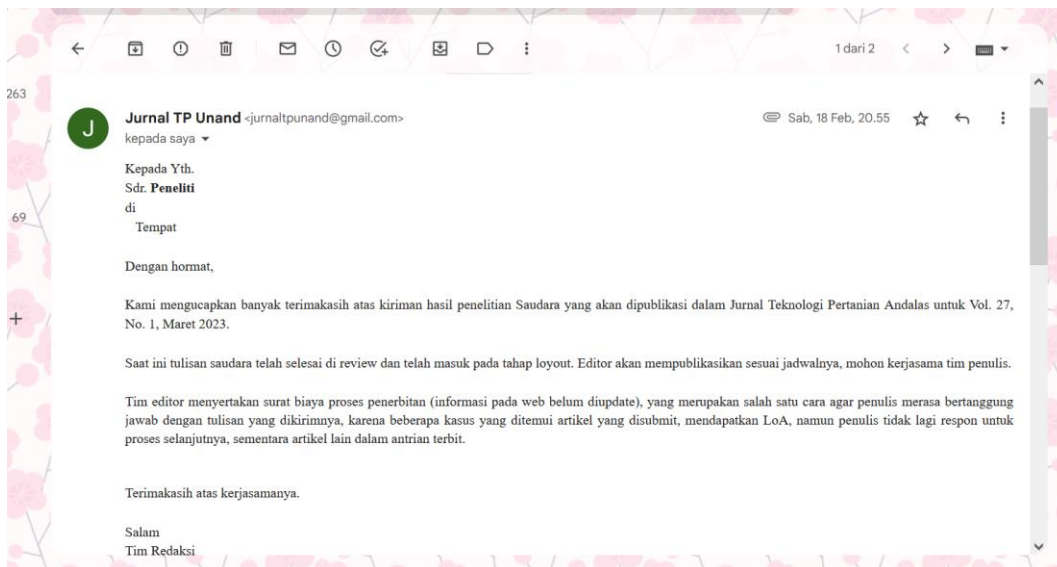 1 dari 2
263
Jurnal TP Unand <jurnaltpunand@gmail.com>
Sab, 18 Feb, 20.55
J
kepada saya
Kepada Yth.
Sdr. Peneliti
69
di
Tempat
Dengan hormat,
Kami mengucapkan banyak terimakasih atas kiriman hasil penelitian Saudara yang akan dipublikasi dalam Jurnal Teknologi Pertanian Andalas untuk Vol. 27,
No. 1, Maret 2023.
Saat ini tulisan saudara telah selesai di review dan telah masuk pada tahap loyout. Editor akan mempublikasikan sesuai jadwalnya, mohon kerjasama tim penulis.
Tim editor menyertakan surat biaya proses penerbitan (informasi pada web belum diupdate), yang merupakan salah satu cara agar penulis merasa bertanggung
jawab dengan tulisan yang dikirimnya, karena beberapa kasus yang ditemui artikel yang disubmit, mendapatkan LoA, namun penulis tidak lagi respon untuk
proses selanjutnya, sementara artikel lain dalam antrian terbit.
Terimakasih atas kerjasamanya.
Salam
Tim Redaksi